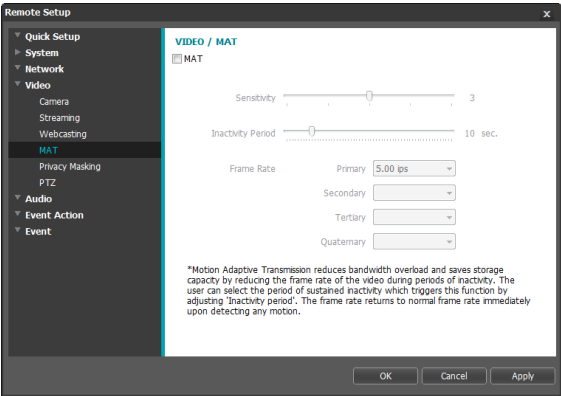 Remote Setup
x
Quick Setup
System
Network
Video
Camera
Streaming
Webcasting
MAT
Privacy Masking
PTZ
Audio
Event Action
Event
VIDEO / MAT
MAT
Sensitivity 3
Inactivity Period 10 sec.
Frame Rate Primary 5.00 ips
Secondary
Tertiary
Quaternary
*Motion Adaptive Transmission reduces bandwidth overload and saves storage
capacity by reducing the frame rate of the video during periods of inactivity. The
user can select the period of sustained inactivity which triggers this function by
adjusting 'Inactivity period'. The frame rate returns to normal frame rate immediately
upon detecting any motion.
OK Cancel Apply